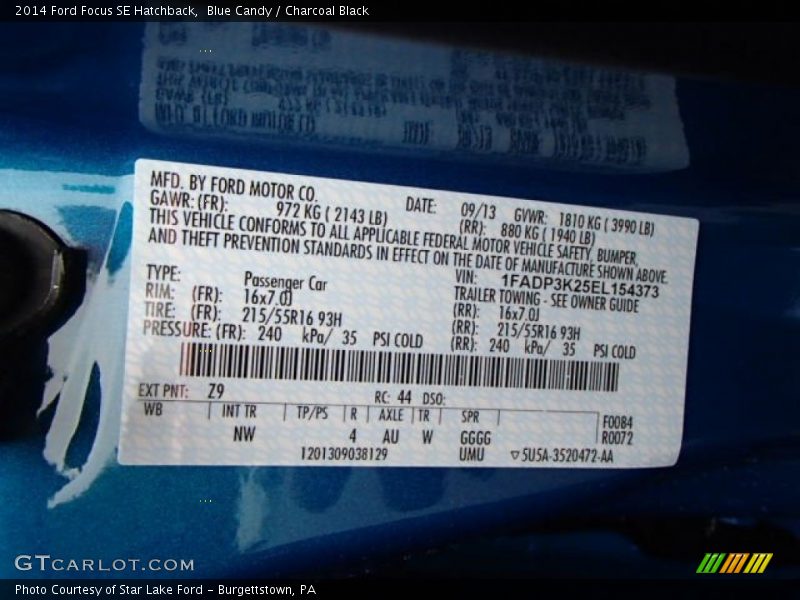 2014 Ford Focus SE Hatchback,  Blue Candy / Charcoal Black
MFD. BY FORD MOTOR CO. DATE: 09/13 GVWR: 1810 KG ( 3990 LB)
GAWR: (FR): 972 KG ( 2143 LB) (RR): 880 KG ( 1940 LB)
THIS VEHICLE CONFORMS TO ALL APPLICABLE FEDERAL MOTOR VEHICLE SAFETY, BUMPER,
AND THEFT PREVENTION STANDARDS IN EFFECT ON THE DATE OF MANUFACTURE SHOWN ABOVE.
VIN: 1FADP3K25EL154373
TYPE: Passenger Car TRAILER TOWING - SEE OWNER GUIDE
RIM: (FR): 16x7.0J (RR): 16x7.0J
TIRE: (FR): 215/55R16 93H (RR): 215/55R16 93H
PRESSURE: (FR): 240 kPa/ 35 PSI COLD (RR): 240 kPa/ 35 PSI COLD
EXT PNT: Z9 RC: 44 DSO:
WB INT TR TP/PS R AXLE TR SPR F0084
NW 4 AU W GGGG R0072
1201309038129 UMU ▽5U5A-3520472-AA
GTCARLOT.COM
Photo Courtesy of Star Lake Ford - Burgettstown, PA